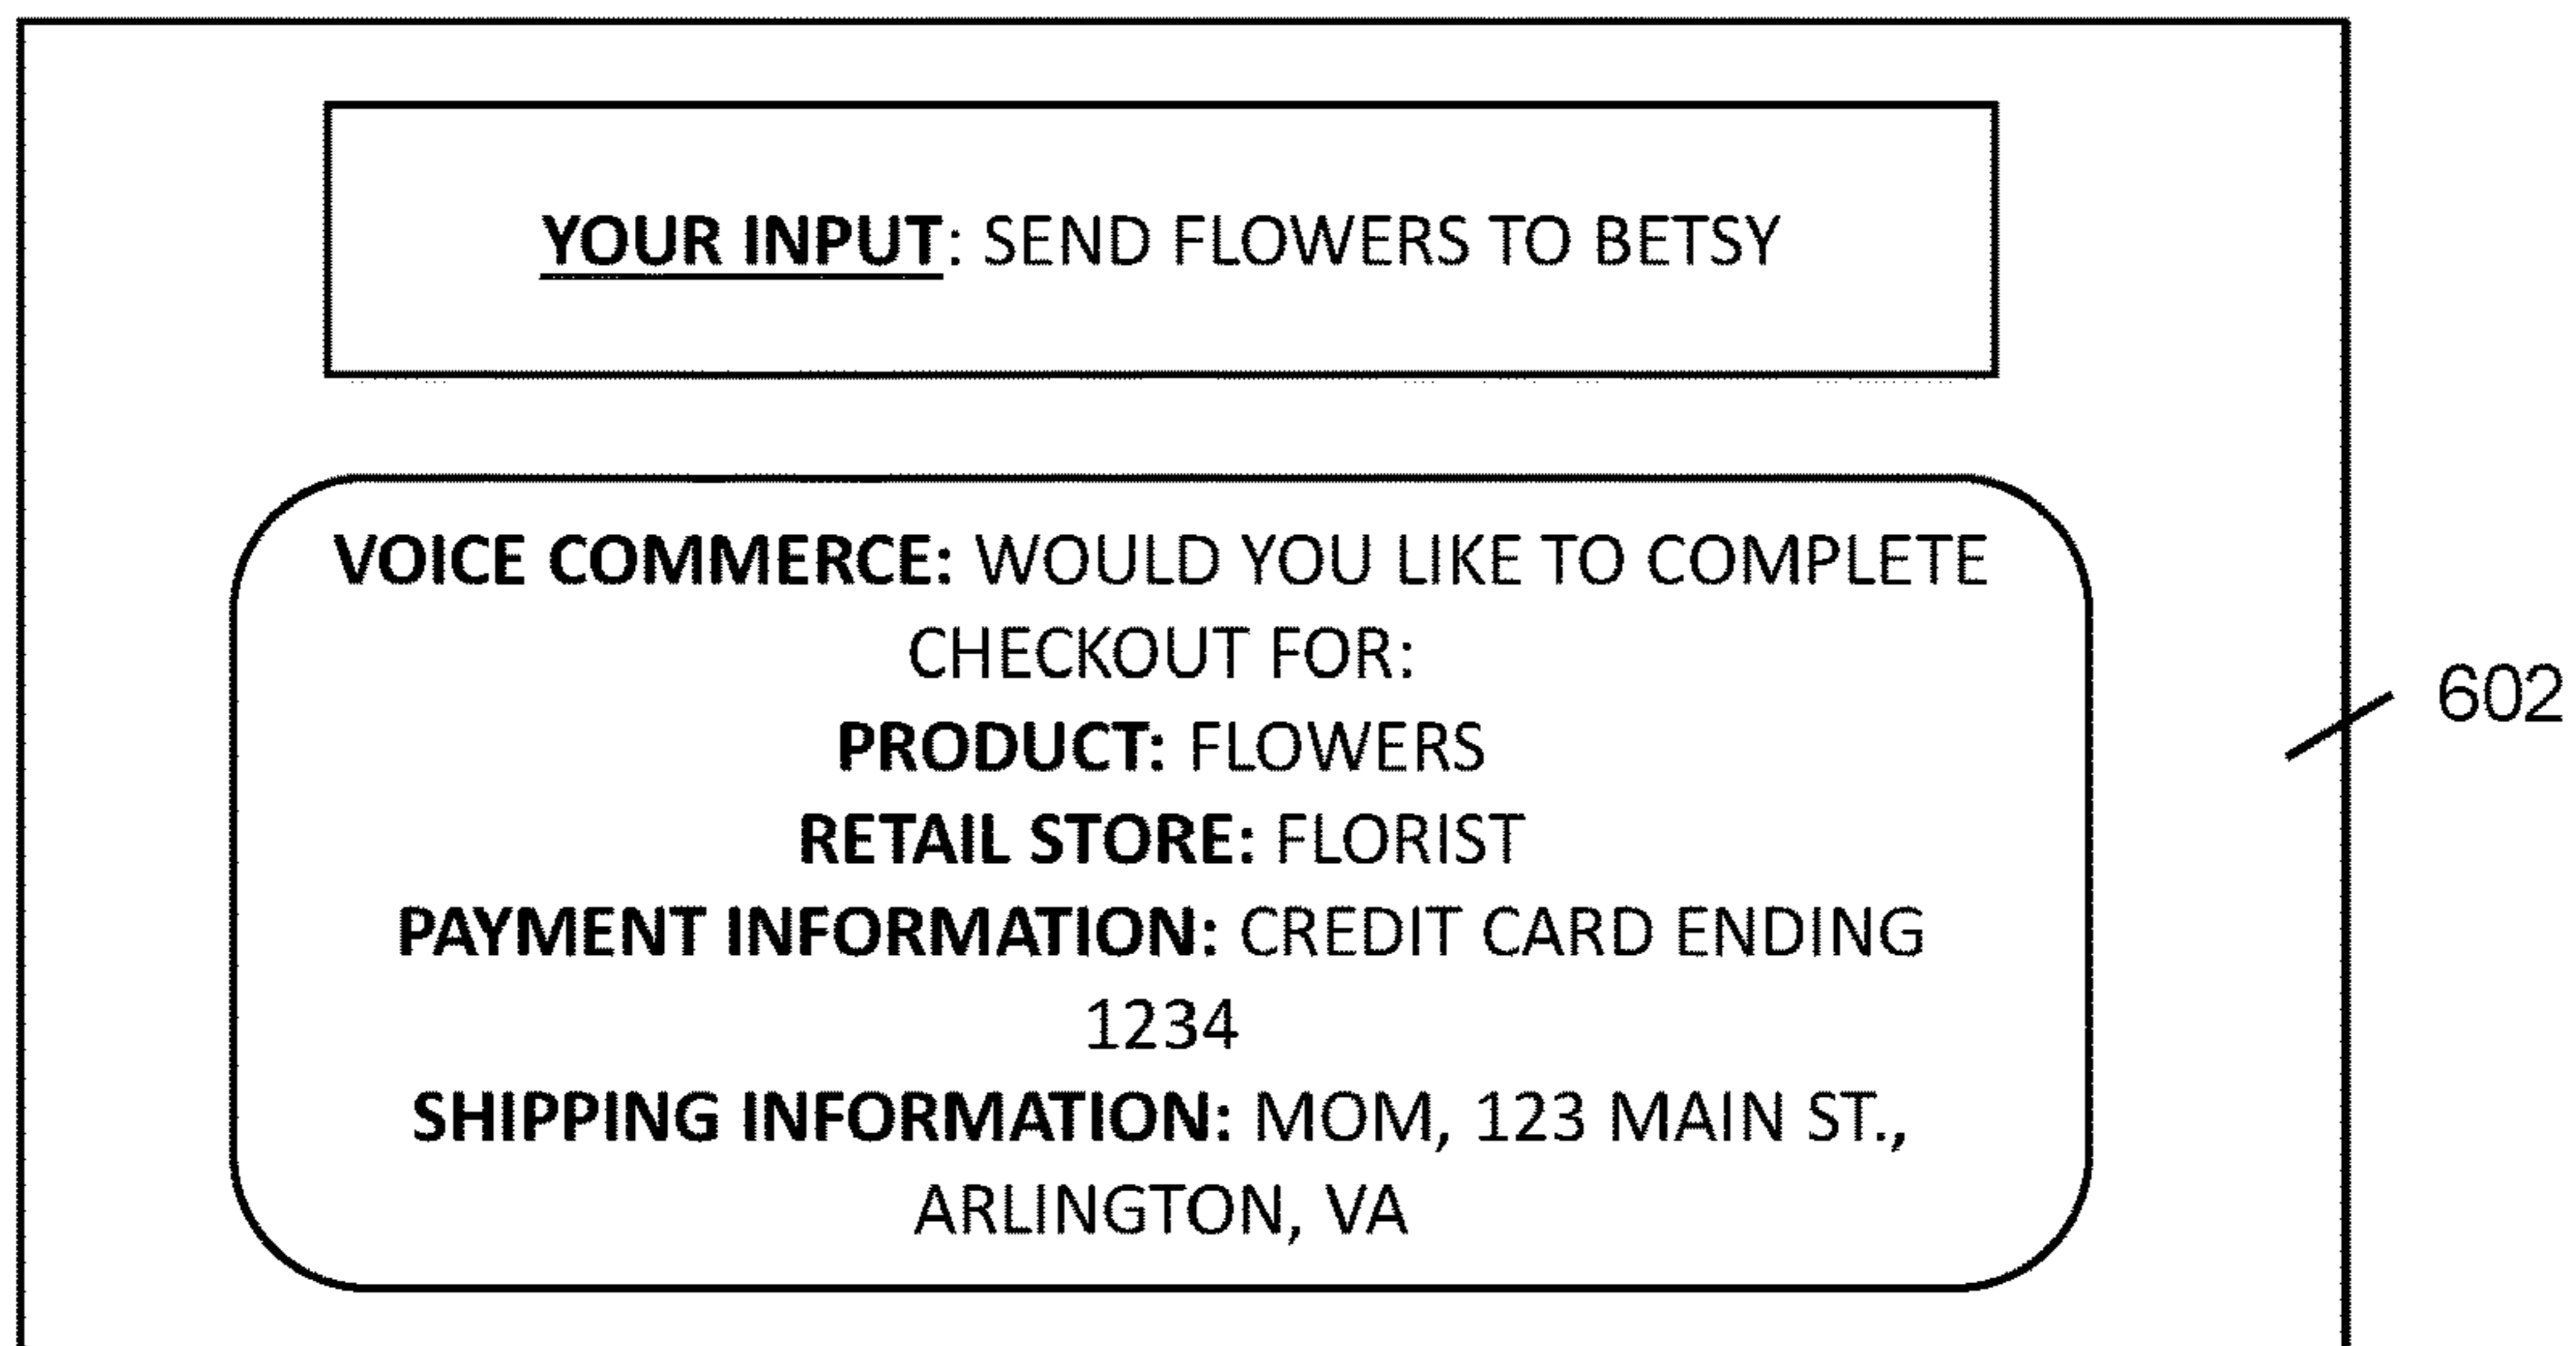 YOUR INPUT: SEND FLOWERS TO BETSY
VOICE COMMERCE: WOULD YOU LIKE TO COMPLETE
CHECKOUT FOR:
PRODUCT: FLOWERS
RETAIL STORE: FLORIST
PAYMENT INFORMATION: CREDIT CARD ENDING
1234
SHIPPING INFORMATION: MOM, 123 MAIN ST.,
ARLINGTON, VA
602